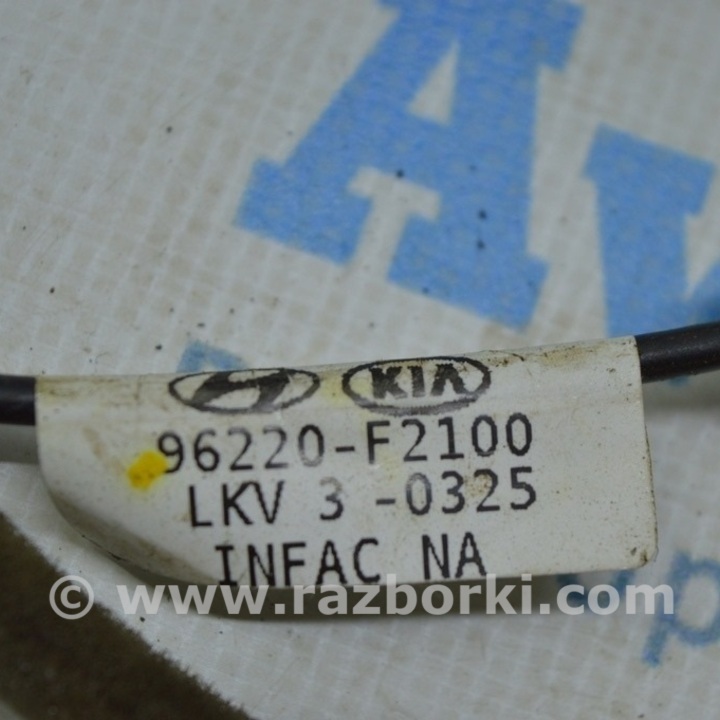 KIA
96220-F2100
LKV 3 -0325
INFAC NA
© www.razborki.com